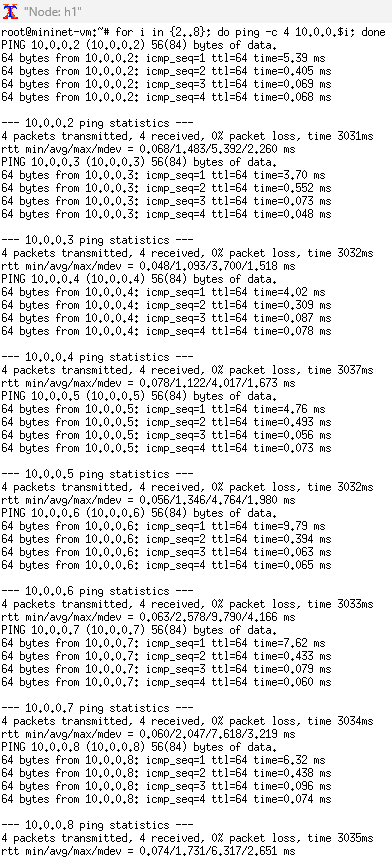 "Node: h1"
root@mininet-vm:~# for i in {2..8}; do ping -c 4 10.0.0.$i; done
PING 10.0.0.2 (10.0.0.2) 56(84) bytes of data.
64 bytes from 10.0.0.2: icmp_seq=1 ttl=64 time=5.39 ms
64 bytes from 10.0.0.2: icmp_seq=2 ttl=64 time=0.405 ms
64 bytes from 10.0.0.2: icmp_seq=3 ttl=64 time=0.069 ms
64 bytes from 10.0.0.2: icmp_seq=4 ttl=64 time=0.068 ms
--- 10.0.0.2 ping statistics ---
4 packets transmitted, 4 received, 0% packet loss, time 3031ms
rtt min/avg/max/mdev = 0.068/1.483/5.392/2.260 ms
PING 10.0.0.3 (10.0.0.3) 56(84) bytes of data.
64 bytes from 10.0.0.3: icmp_seq=1 ttl=64 time=3.70 ms
64 bytes from 10.0.0.3: icmp_seq=2 ttl=64 time=0.552 ms
64 bytes from 10.0.0.3: icmp_seq=3 ttl=64 time=0.073 ms
64 bytes from 10.0.0.3: icmp_seq=4 ttl=64 time=0.048 ms
--- 10.0.0.3 ping statistics ---
4 packets transmitted, 4 received, 0% packet loss, time 3032ms
rtt min/avg/max/mdev = 0.048/1.093/3.700/1.518 ms
PING 10.0.0.4 (10.0.0.4) 56(84) bytes of data.
64 bytes from 10.0.0.4: icmp_seq=1 ttl=64 time=4.02 ms
64 bytes from 10.0.0.4: icmp_seq=2 ttl=64 time=0.309 ms
64 bytes from 10.0.0.4: icmp_seq=3 ttl=64 time=0.087 ms
64 bytes from 10.0.0.4: icmp_seq=4 ttl=64 time=0.078 ms
--- 10.0.0.4 ping statistics ---
4 packets transmitted, 4 received, 0% packet loss, time 3037ms
rtt min/avg/max/mdev = 0.078/1.122/4.017/1.673 ms
PING 10.0.0.5 (10.0.0.5) 56(84) bytes of data.
64 bytes from 10.0.0.5: icmp_seq=1 ttl=64 time=4.76 ms
64 bytes from 10.0.0.5: icmp_seq=2 ttl=64 time=0.493 ms
64 bytes from 10.0.0.5: icmp_seq=3 ttl=64 time=0.056 ms
64 bytes from 10.0.0.5: icmp_seq=4 ttl=64 time=0.073 ms
--- 10.0.0.5 ping statistics ---
4 packets transmitted, 4 received, 0% packet loss, time 3032ms
rtt min/avg/max/mdev = 0.056/1.346/4.764/1.980 ms
PING 10.0.0.6 (10.0.0.6) 56(84) bytes of data.
64 bytes from 10.0.0.6: icmp_seq=1 ttl=64 time=9.79 ms
64 bytes from 10.0.0.6: icmp_seq=2 ttl=64 time=0.394 ms
64 bytes from 10.0.0.6: icmp_seq=3 ttl=64 time=0.063 ms
64 bytes from 10.0.0.6: icmp_seq=4 ttl=64 time=0.065 ms
--- 10.0.0.6 ping statistics ---
4 packets transmitted, 4 received, 0% packet loss, time 3033ms
rtt min/avg/max/mdev = 0.063/2.578/9.790/4.166 ms
PING 10.0.0.7 (10.0.0.7) 56(84) bytes of data.
64 bytes from 10.0.0.7: icmp_seq=1 ttl=64 time=7.62 ms
64 bytes from 10.0.0.7: icmp_seq=2 ttl=64 time=0.433 ms
64 bytes from 10.0.0.7: icmp_seq=3 ttl=64 time=0.079 ms
64 bytes from 10.0.0.7: icmp_seq=4 ttl=64 time=0.060 ms
--- 10.0.0.7 ping statistics ---
4 packets transmitted, 4 received, 0% packet loss, time 3034ms
rtt min/avg/max/mdev = 0.060/2.047/7.618/3.219 ms
PING 10.0.0.8 (10.0.0.8) 56(84) bytes of data.
64 bytes from 10.0.0.8: icmp_seq=1 ttl=64 time=6.32 ms
64 bytes from 10.0.0.8: icmp_seq=2 ttl=64 time=0.438 ms
64 bytes from 10.0.0.8: icmp_seq=3 ttl=64 time=0.096 ms
64 bytes from 10.0.0.8: icmp_seq=4 ttl=64 time=0.074 ms
--- 10.0.0.8 ping statistics ---
4 packets transmitted, 4 received, 0% packet loss, time 3035ms
rtt min/avg/max/mdev = 0.074/1.731/6.317/2.651 ms